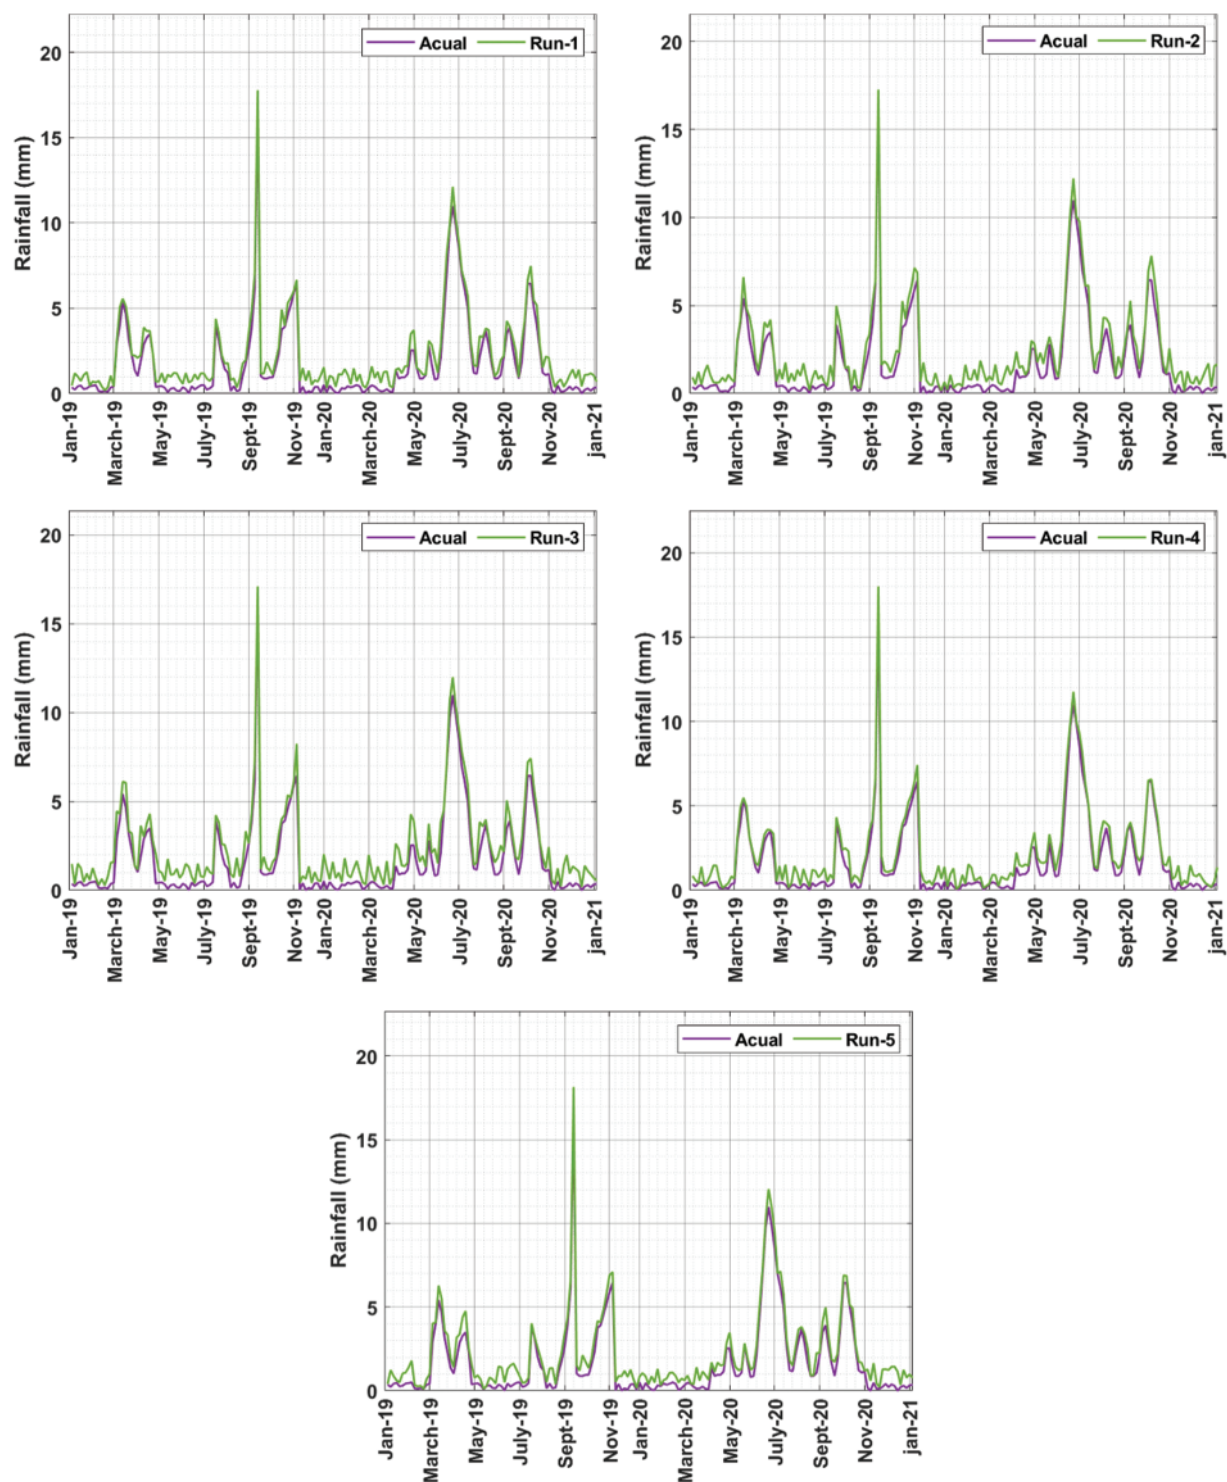 Acual Run-1
Rainfall (mm)
20
15
10
5
0
Jan-19 March-19 May-19 July-19 Sept-19 Nov-19 Jan-20 March-20 May-20 July-20 Sept-20 Nov-20 jan-21
Acual Run-2
Rainfall (mm)
20
15
10
5
0
Jan-19 March-19 May-19 July-19 Sept-19 Nov-19 Jan-20 March-20 May-20 July-20 Sept-20 Nov-20 jan-21
Acual Run-3
Rainfall (mm)
20
15
10
5
0
Jan-19 March-19 May-19 July-19 Sept-19 Nov-19 Jan-20 March-20 May-20 July-20 Sept-20 Nov-20 jan-21
Acual Run-4
Rainfall (mm)
20
15
10
5
0
Jan-19 March-19 May-19 July-19 Sept-19 Nov-19 Jan-20 March-20 May-20 July-20 Sept-20 Nov-20 jan-21
Acual Run-5
Rainfall (mm)
20
15
10
5
0
Jan-19 March-19 May-19 July-19 Sept-19 Nov-19 Jan-20 March-20 May-20 July-20 Sept-20 Nov-20 jan-21